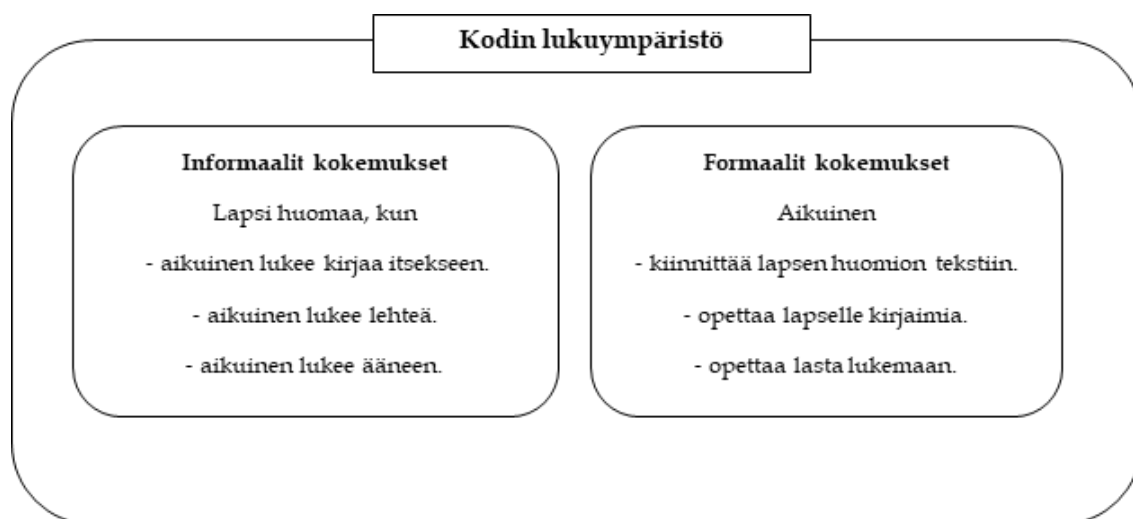 Kodin lukuympäristö
Informaalit kokemukset
Lapsi huomaa, kun
- aikuinen lukee kirjaa itsekseen.
- aikuinen lukee lehteä.
- aikuinen lukee ääneen.
Formaalit kokemukset
Aikuinen
- kiinnittää lapsen huomion tekstiin.
- opettaa lapselle kirjaimia.
- opettaa lasta lukemaan.